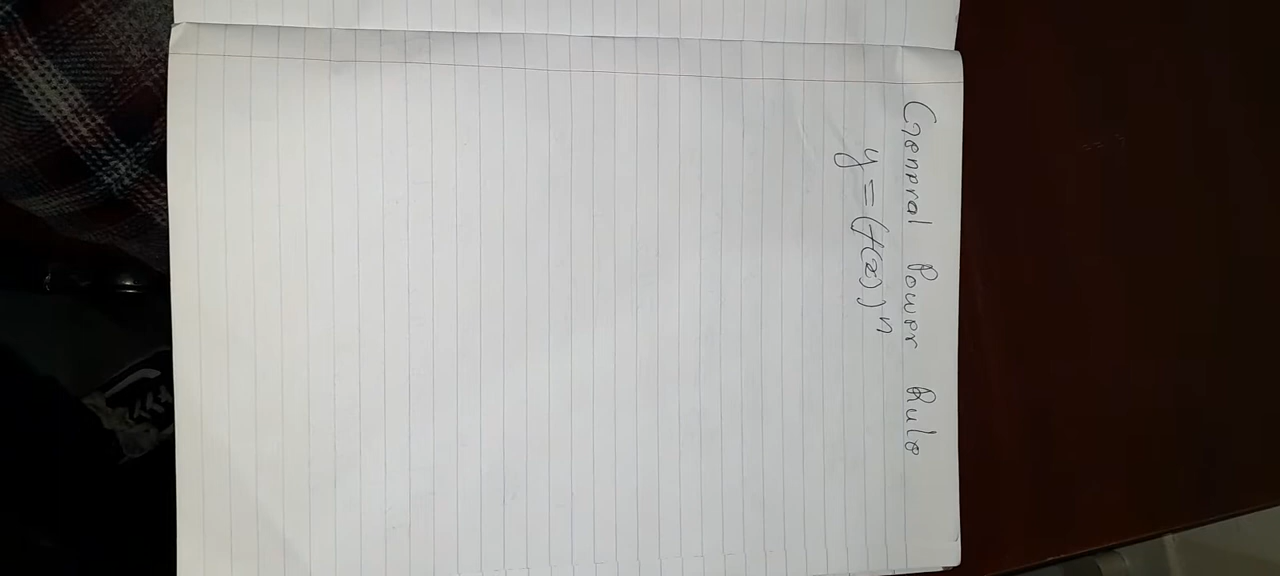 General Power Rule
y = (f(x))^n